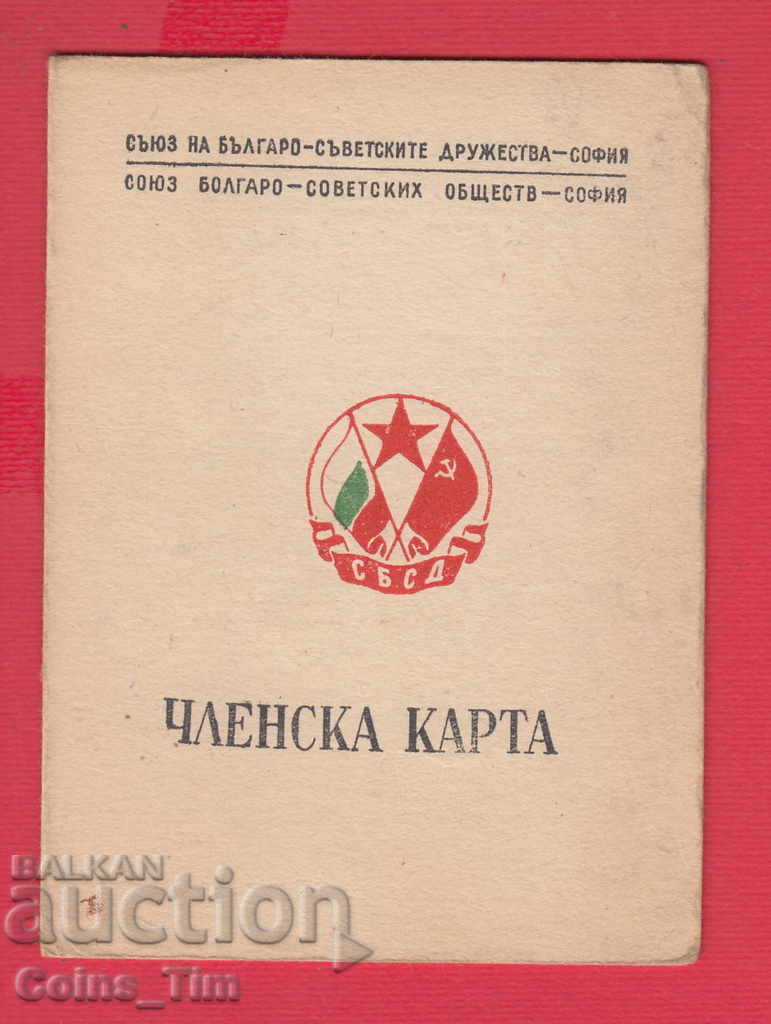 СЪЮЗ НА БЪЛГАРО-СЪВЕТСКИТЕ ДРУЖЕСТВА-СОФИЯ
СОЮЗ БОЛГАРО-СОВЕТСКИХ ОБЩЕСТВ-СОФИЯ
СБСД
ЧЛЕНСКА КАРТА
BALKAN
auction
Coins_Tim